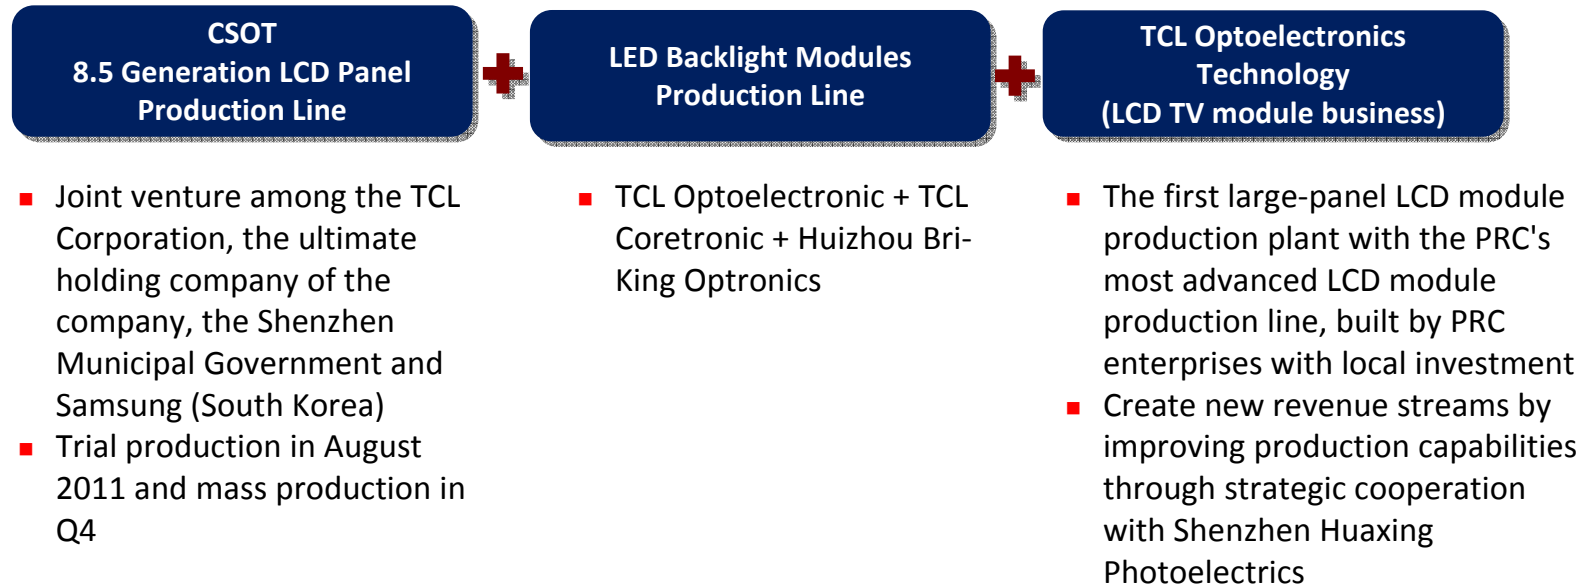 CSOT
8.5 Generation LCD Panel
Production Line
LED Backlight Modules
Production Line
TCL Optoelectronics
Technology
(LCD TV module business)
Joint venture among the TCL
Corporation, the ultimate
holding company of the
company, the Shenzhen
Municipal Government and
Samsung (South Korea)
Trial production in August
2011 and mass production in
Q4
TCL Optoelectronic + TCL
Coretronic + Huizhou Bri-
King Optronics
The first large-panel LCD module
production plant with the PRC's
most advanced LCD module
production line, built by PRC
enterprises with local investment
Create new revenue streams by
improving production capabilities
through strategic cooperation
with Shenzhen Huaxing
Photoelectrics